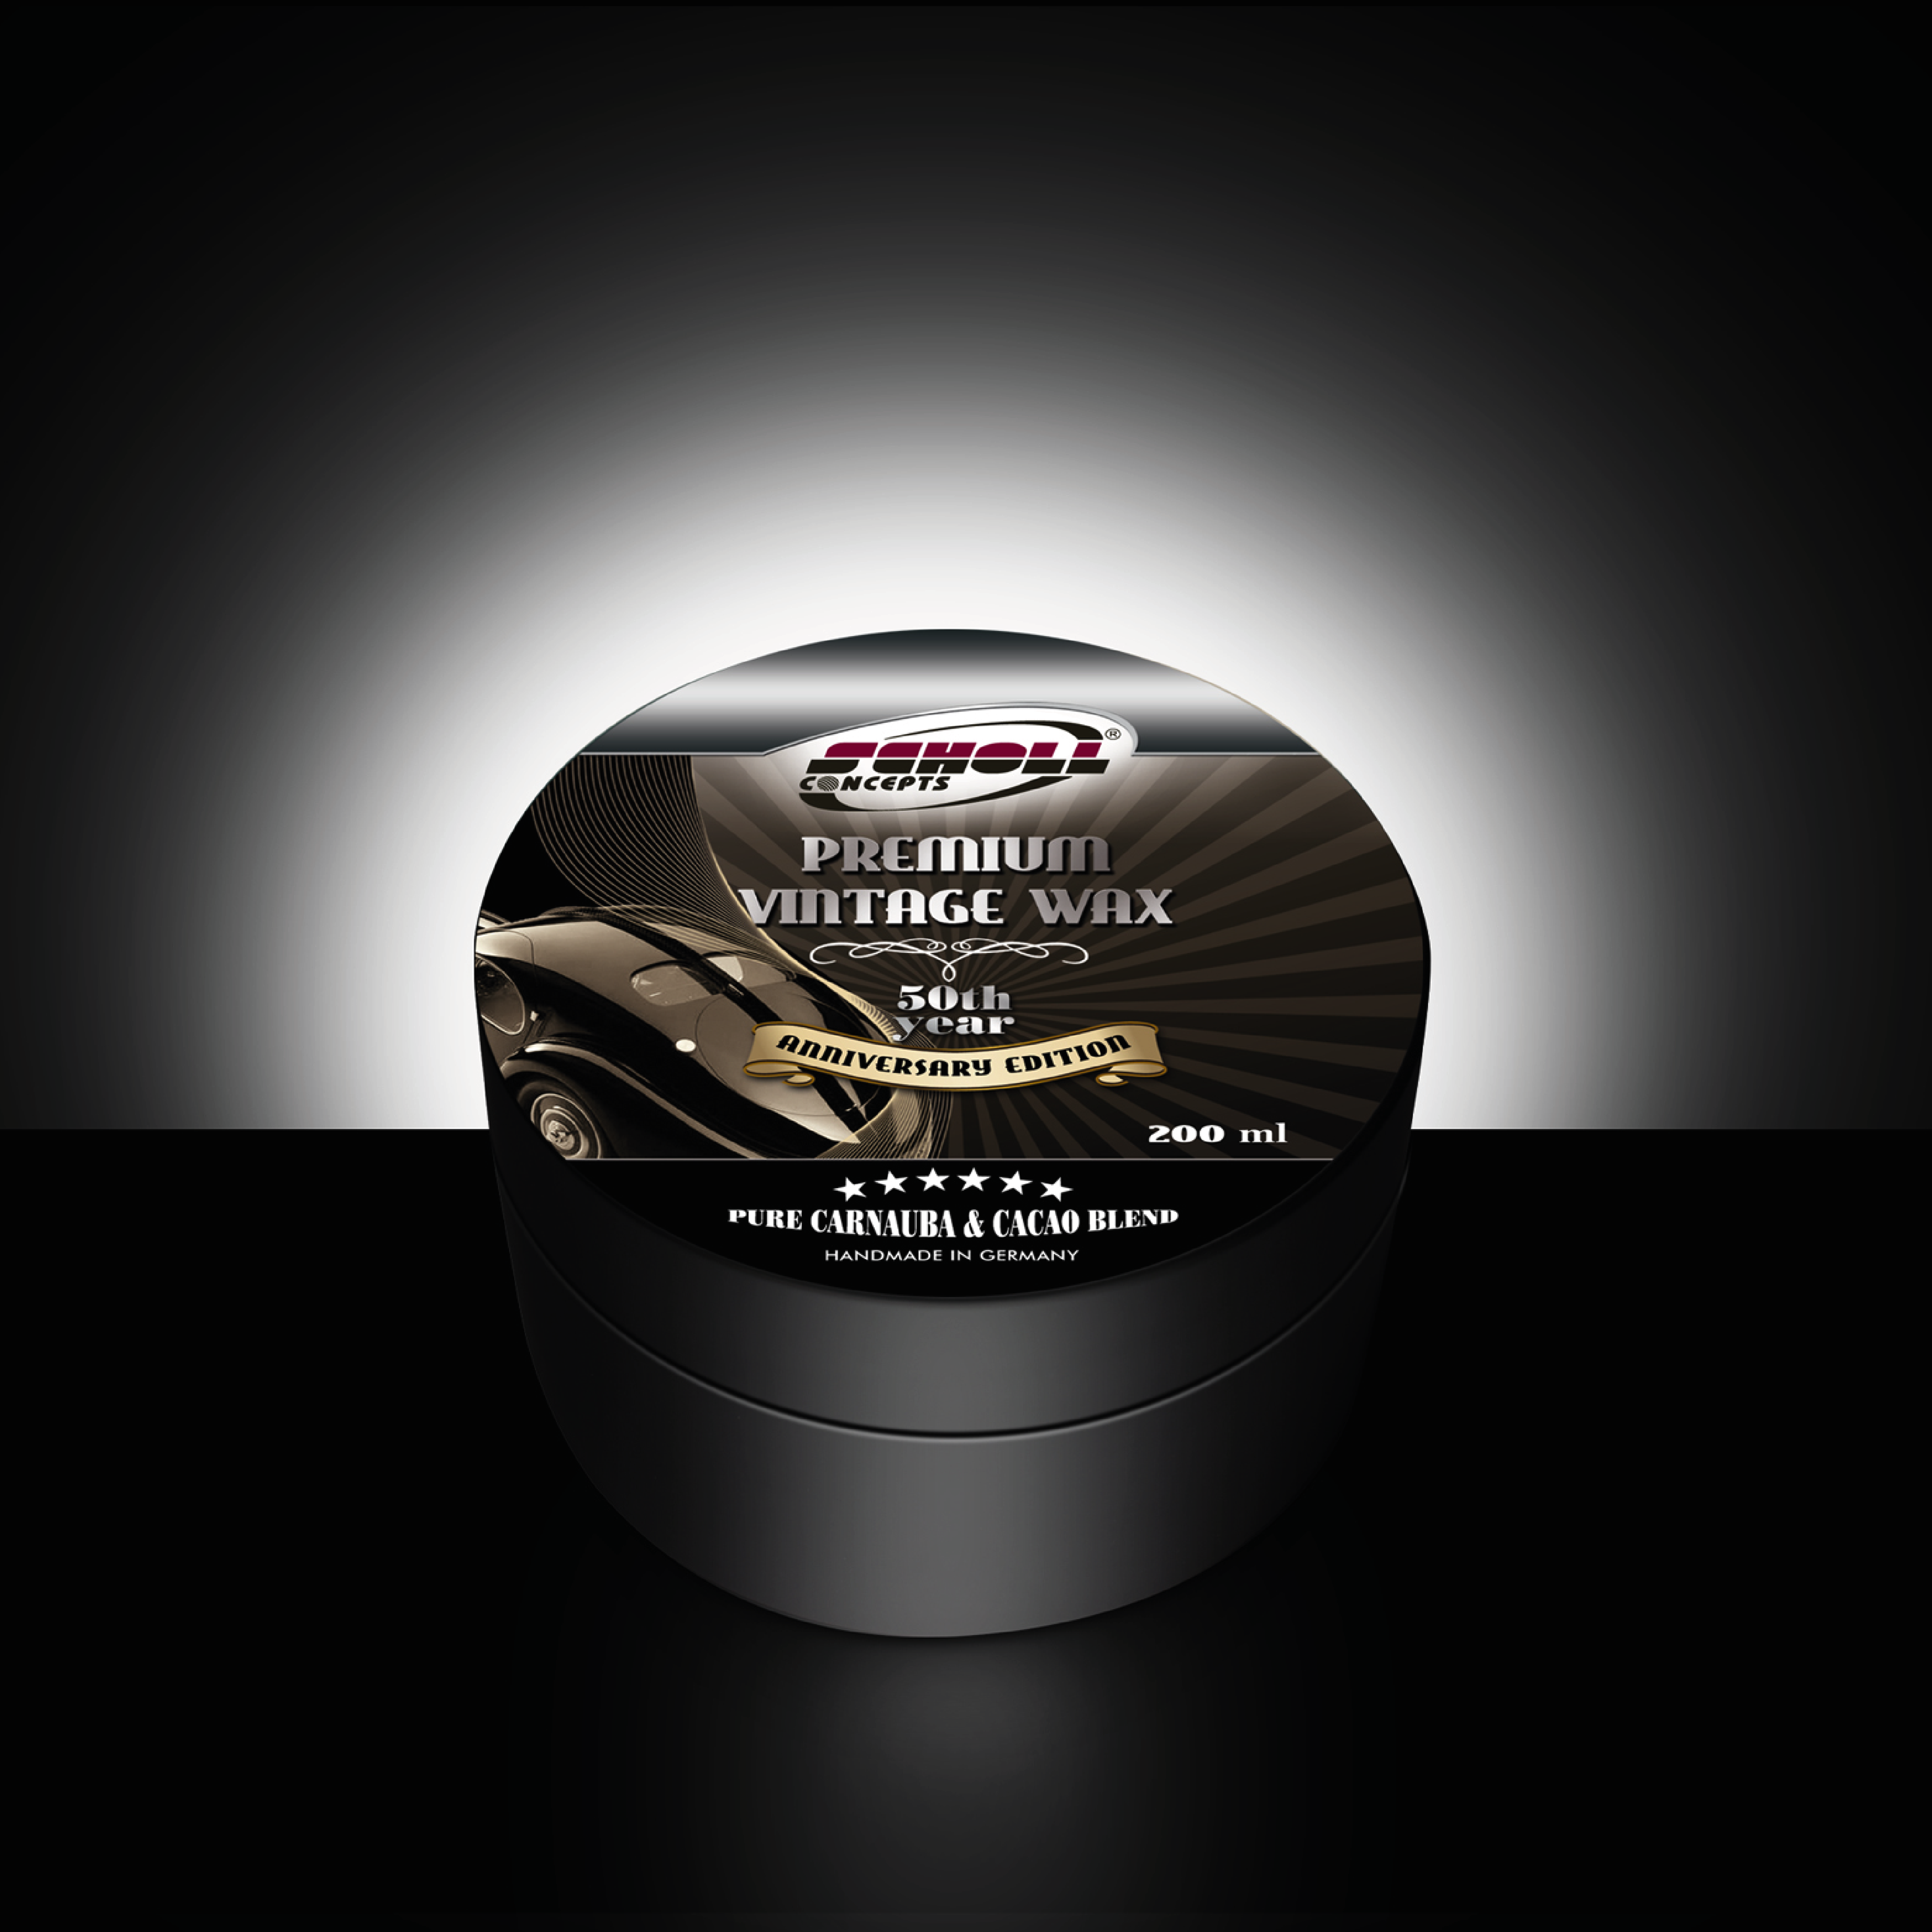 SCHOLL®
CONCEPTS
PREMIUM
VINTAGE WAX
50th
year
ANNIVERSARY EDITION
200 ml
PURE CARNAUBA & CACAO BLEND
HANDMADE IN GERMANY